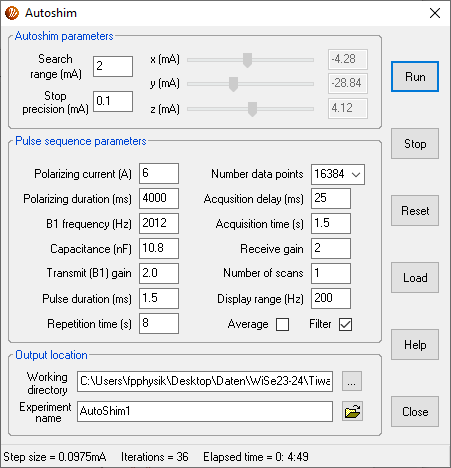 Autoshim
Autoshim parameters
Search range (mA) 2
Stop precision (mA) 0.1
x (mA) -4.28
y (mA) -28.84
z (mA) 4.12
Run
Stop
Reset
Load
Help
Close
Pulse sequence parameters
Polarizing current (A) 6
Polarizing duration (ms) 4000
B1 frequency (Hz) 2012
Capacitance (nF) 10.8
Transmit (B1) gain 2.0
Pulse duration (ms) 1.5
Repetition time (s) 8
Number data points 16384
Acqusition delay (ms) 25
Acquisition time (s) 1.5
Receive gain 2
Number of scans 1
Display range (Hz) 200
Average Filter
Output location
Working directory C:\Users\fpphysik\Desktop\Daten\WiSe23-24\Tiwa ...
Experiment name AutoShim1
Step size = 0.0975mA Iterations = 36 Elapsed time = 0: 4:49